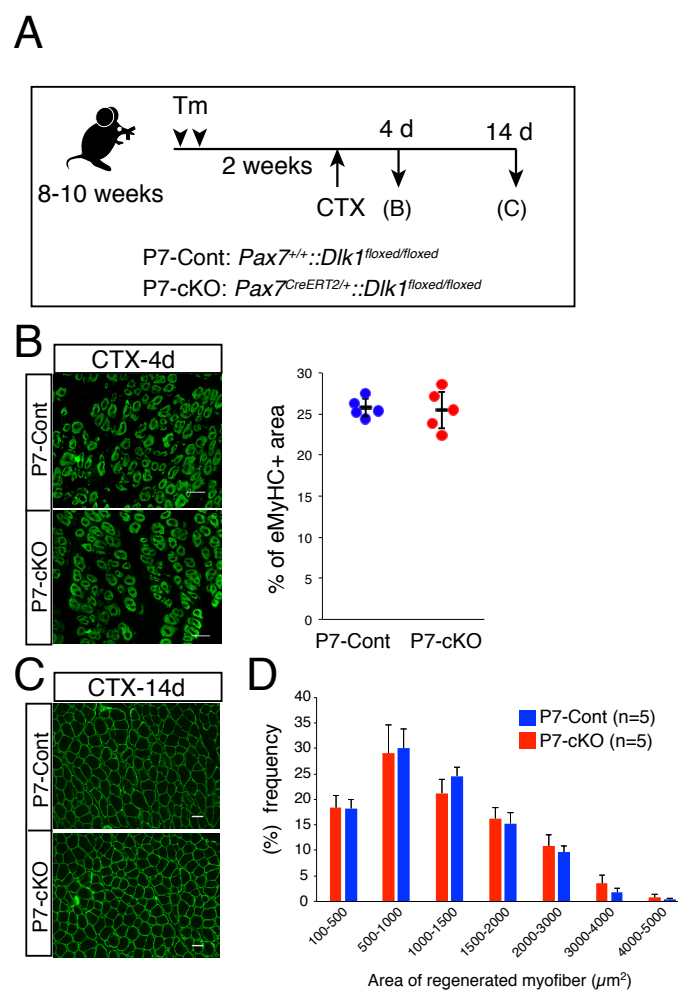 A
Tm
4 d
14 d
2 weeks
8-10 weeks
CTX
(B)
(C)
P7-Cont: Pax7+/+::Dlk1floxed/floxed
P7-cKO: Pax7CreERT2/+::Dlk1floxed/floxed
B
CTX-4d
P7-Cont
P7-cKO
% of eMyHC+ area
30
25
20
15
10
5
0
P7-Cont
P7-cKO
C
CTX-14d
P7-Cont
P7-cKO
D
(%) frequency
40
35
30
25
20
15
10
5
0
P7-Cont (n=5)
P7-cKO (n=5)
100-500
500-1000
1000-1500
1500-2000
2000-3000
3000-4000
4000-5000
Area of regenerated myofiber (µm²)